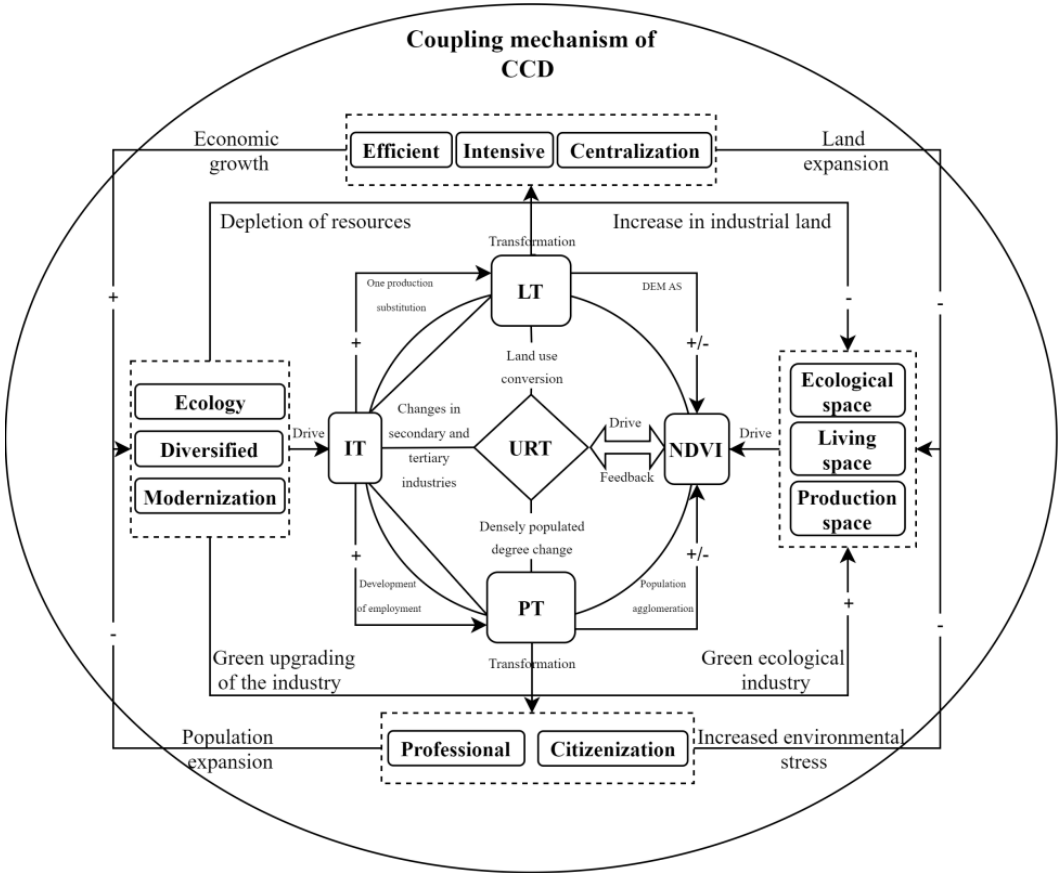 Coupling mechanism of
CCD
Economic
growth
Efficient
Intensive
Centralization
Land
expansion
Depletion of resources
Increase in industrial land
Transformation
One production
substitution
LT
DEM AS
+
-
-
+
+/-
Land use
conversion
Ecology
Diversified
Modernization
Drive
IT
Changes in
secondary and
tertiary
industries
URT
Drive
Feedback
NDVI
Drive
Ecological
space
Living
space
Production
space
Densely populated
degree change
+
+/-
Development
of employment
PT
Population
agglomeration
+
-
-
Transformation
Green upgrading
of the industry
Green ecological
industry
Population
expansion
Professional
Citizenization
Increased environmental
stress